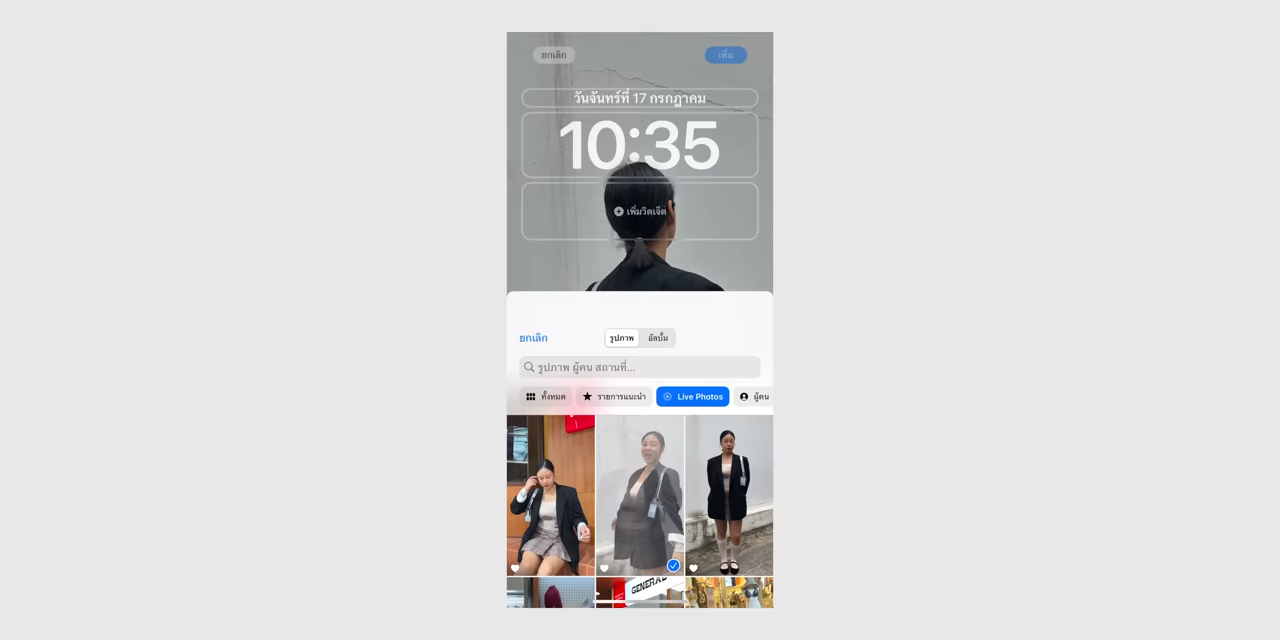 ยกเลิก
เพิ่ม
วันจันทร์ที่ 17 กรกฎาคม
10:35
เพิ่มวิดเจ็ต
ยกเลิก
รูปภาพ
อัลบั้ม
รูปภาพ ผู้คน สถานที่...
ทั้งหมด
รายการแนะนำ
Live Photos
ผู้คน
GENERAL